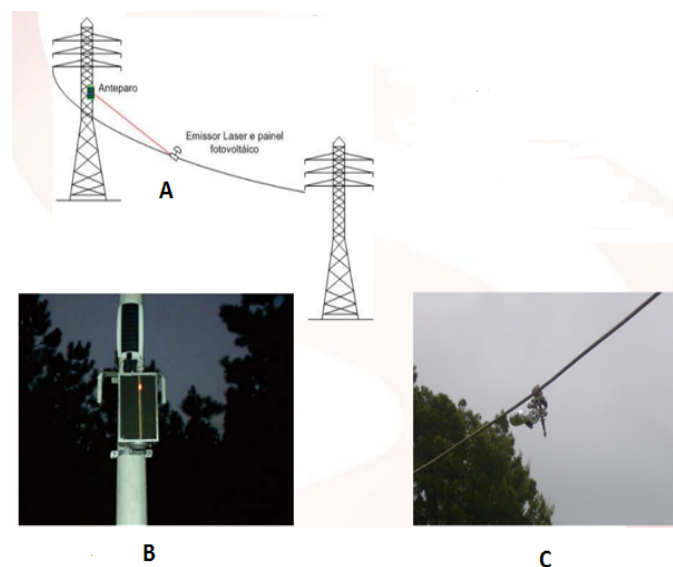 Anteparo
Emissor Laser e painel
fotovoltáico
A
B
C